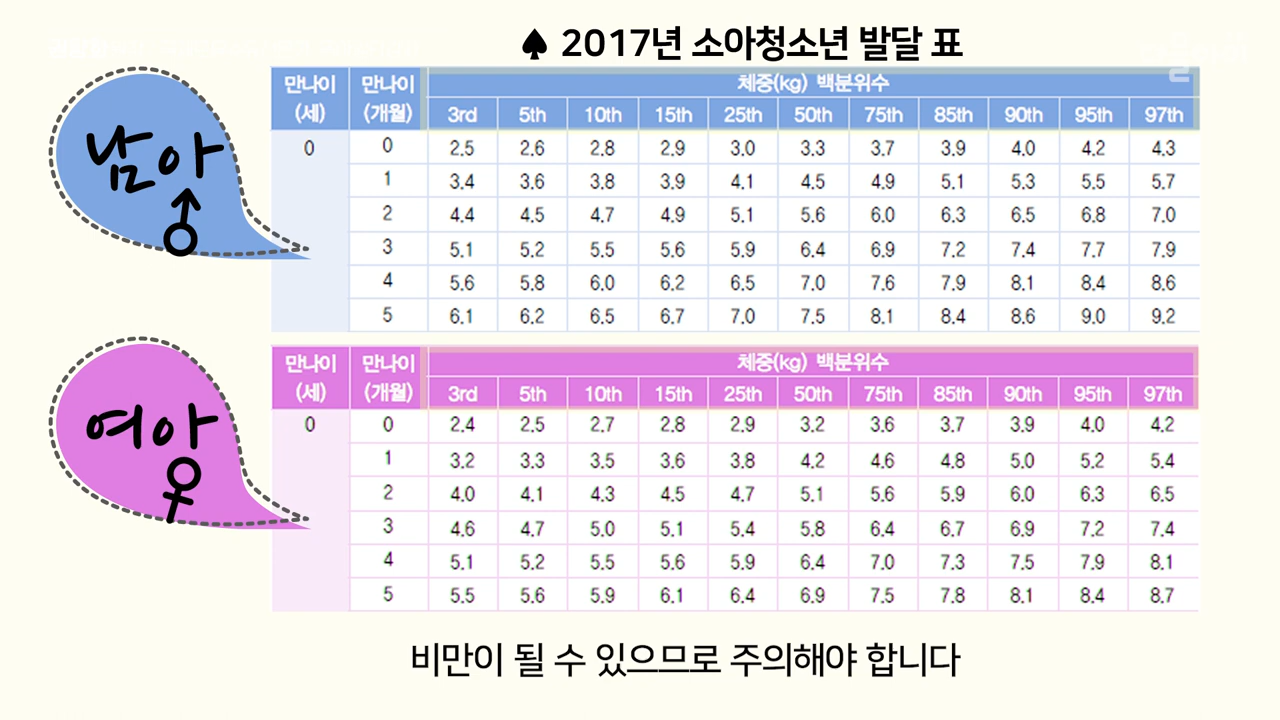 ♠ 2017년 소아청소년 발달 표
남아
만나이(세) 만나이(개월) 체중(kg) 백분위수
3rd 5th 10th 15th 25th 50th 75th 85th 90th 95th 97th
0 0 2.5 2.6 2.8 2.9 3.0 3.3 3.7 3.9 4.0 4.2 4.3
1 3.4 3.6 3.8 3.9 4.1 4.5 4.9 5.1 5.3 5.5 5.7
2 4.4 4.5 4.7 4.9 5.1 5.6 6.0 6.3 6.5 6.8 7.0
3 5.1 5.2 5.5 5.6 5.9 6.4 6.9 7.2 7.4 7.7 7.9
4 5.6 5.8 6.0 6.2 6.5 7.0 7.6 7.9 8.1 8.4 8.6
5 6.1 6.2 6.5 6.7 7.0 7.5 8.1 8.4 8.6 9.0 9.2
여아
만나이(세) 만나이(개월) 체중(kg) 백분위수
3rd 5th 10th 15th 25th 50th 75th 85th 90th 95th 97th
0 0 2.4 2.5 2.7 2.8 2.9 3.2 3.6 3.7 3.9 4.0 4.2
1 3.2 3.3 3.5 3.6 3.8 4.2 4.6 4.8 5.0 5.2 5.4
2 4.0 4.1 4.3 4.5 4.7 5.1 5.6 5.9 6.0 6.3 6.5
3 4.6 4.7 5.0 5.1 5.4 5.8 6.4 6.7 6.9 7.2 7.4
4 5.1 5.2 5.5 5.6 5.9 6.4 7.0 7.3 7.5 7.9 8.1
5 5.5 5.6 5.9 6.1 6.4 6.9 7.5 7.8 8.1 8.4 8.7
비만이 될 수 있으므로 주의해야 합니다